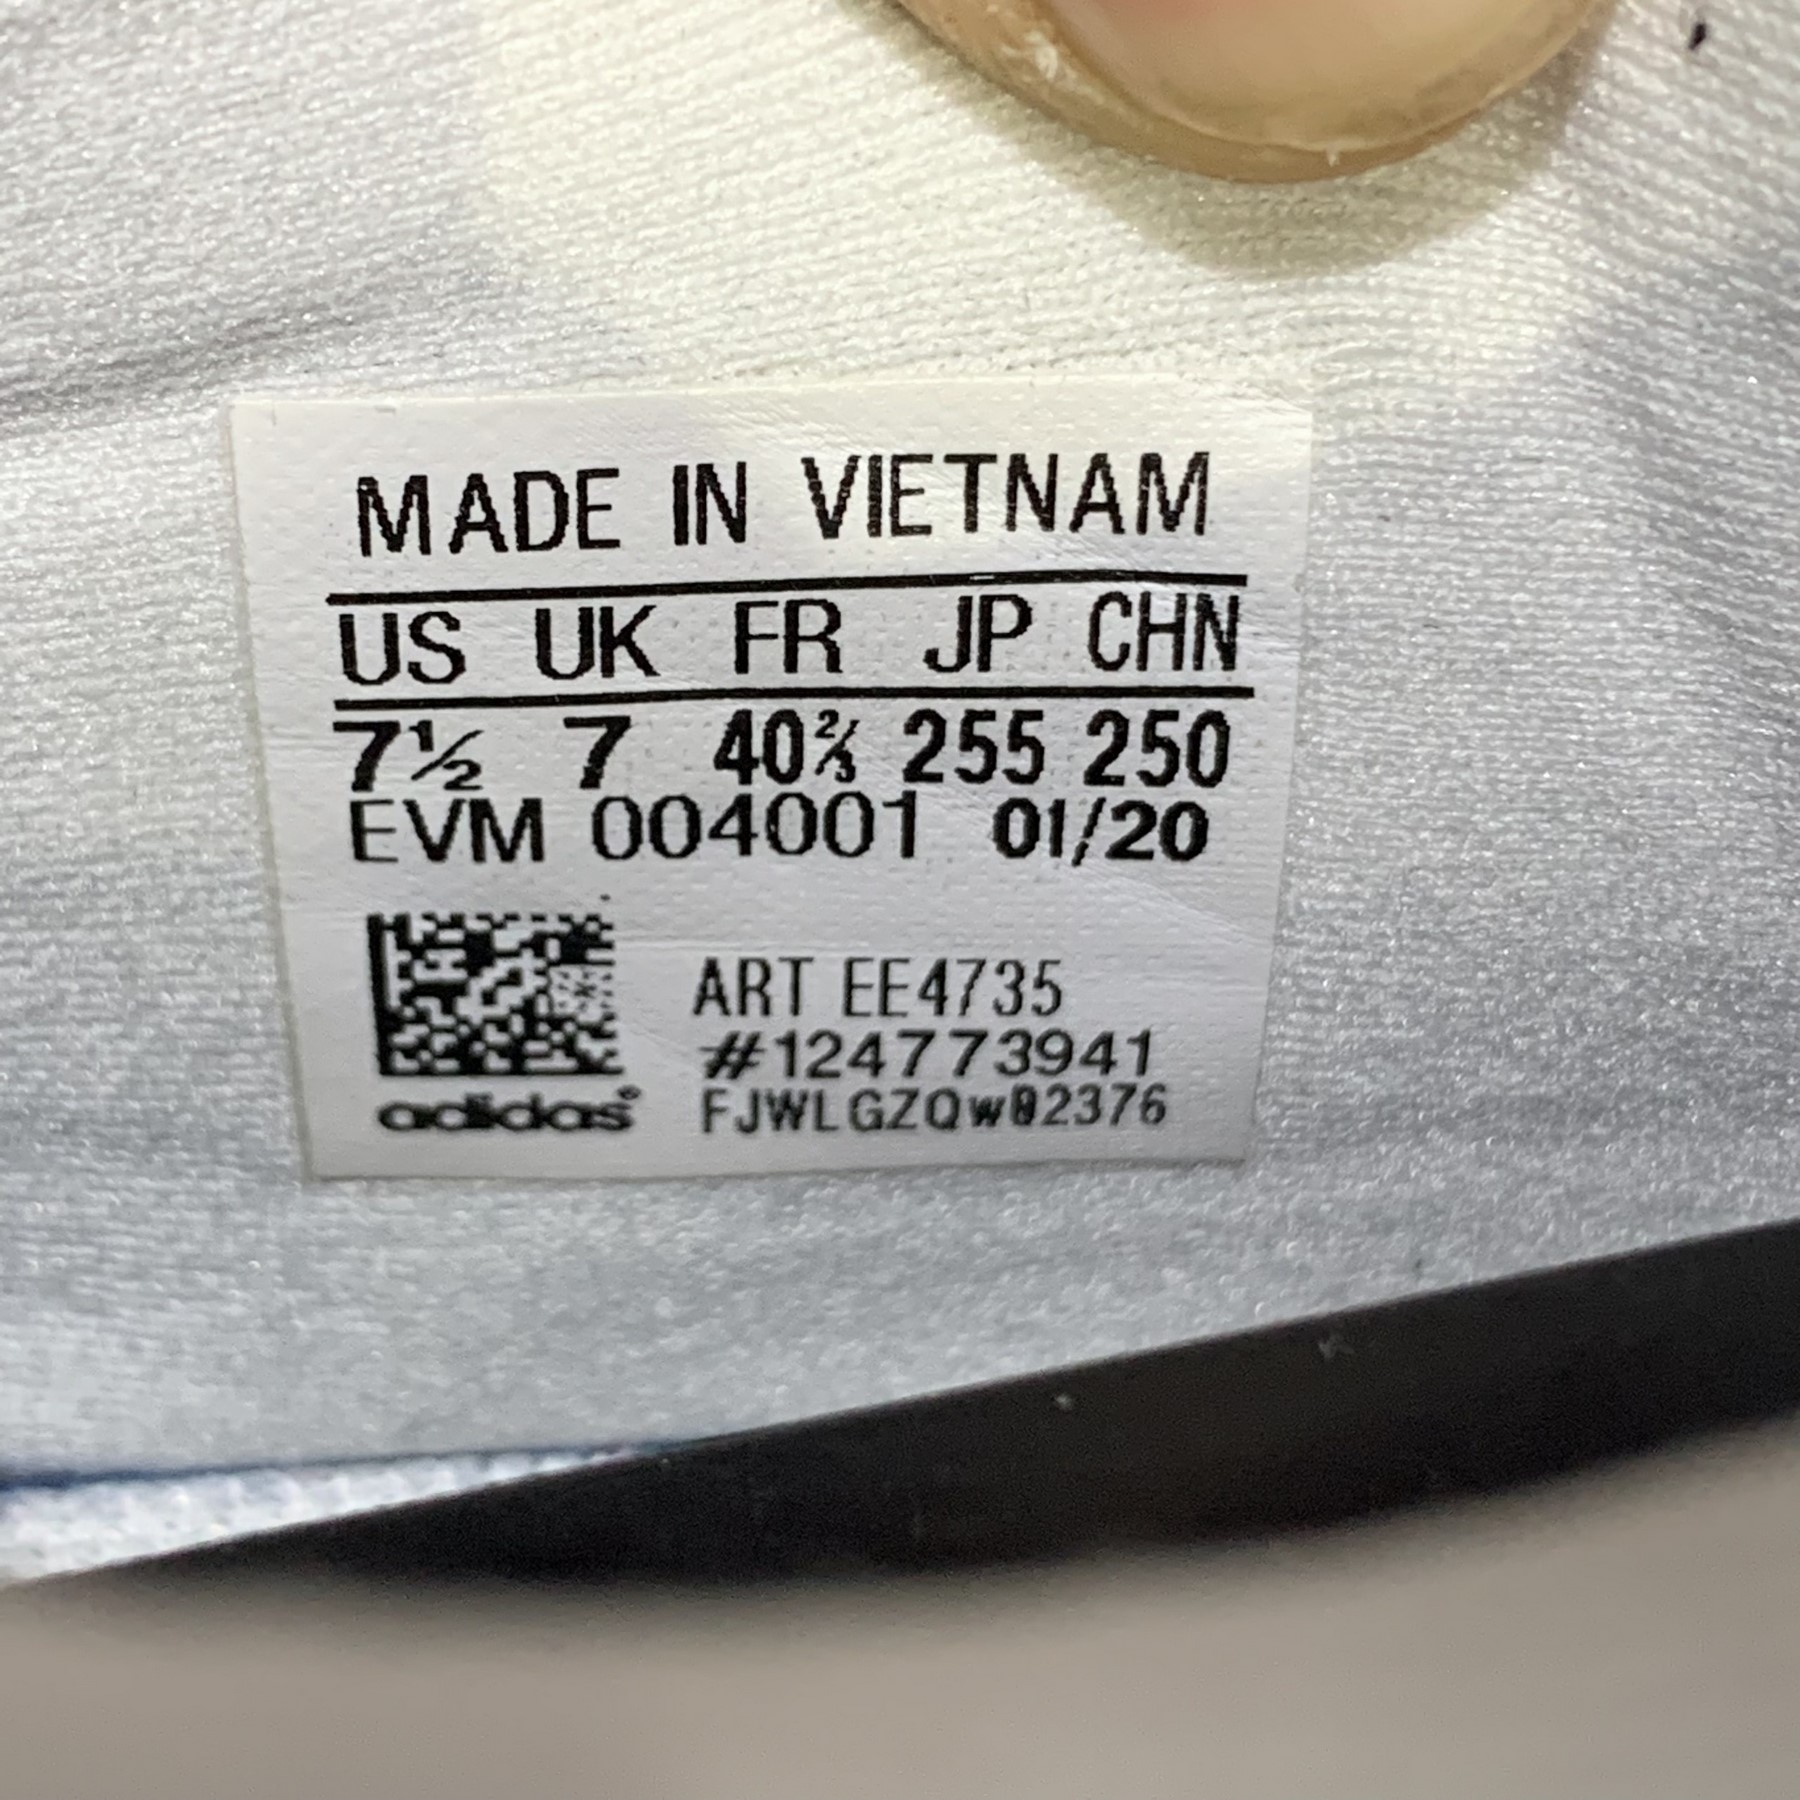 MADE IN VIETNAM
US UK FR JP CHN
7½ 7 40⅔ 255 250
EVM 004001 01/20
ART EE4735
#124773941
adidas® FJWLGZQw02376